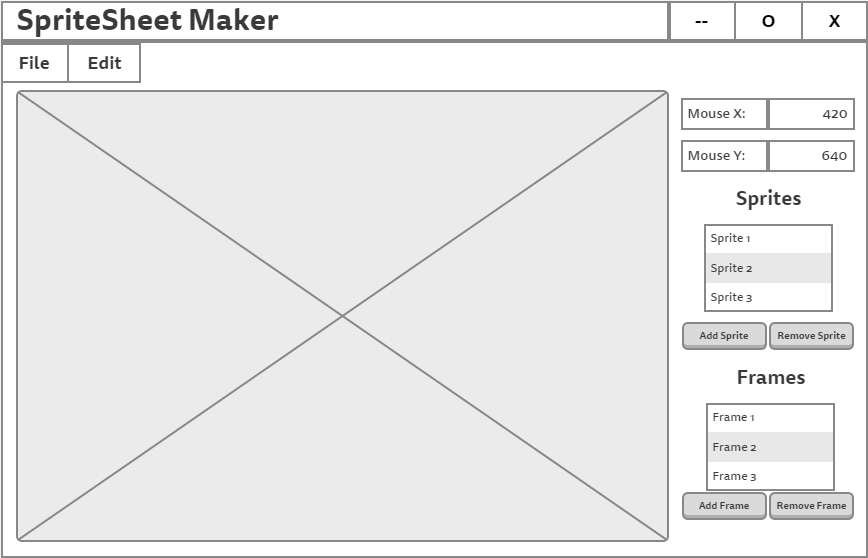 SpriteSheet Maker
-- O X
File Edit
Mouse X: 420
Mouse Y: 640
Sprites
Sprite 1
Sprite 2
Sprite 3
Add Sprite Remove Sprite
Frames
Frame 1
Frame 2
Frame 3
Add Frame Remove Frame